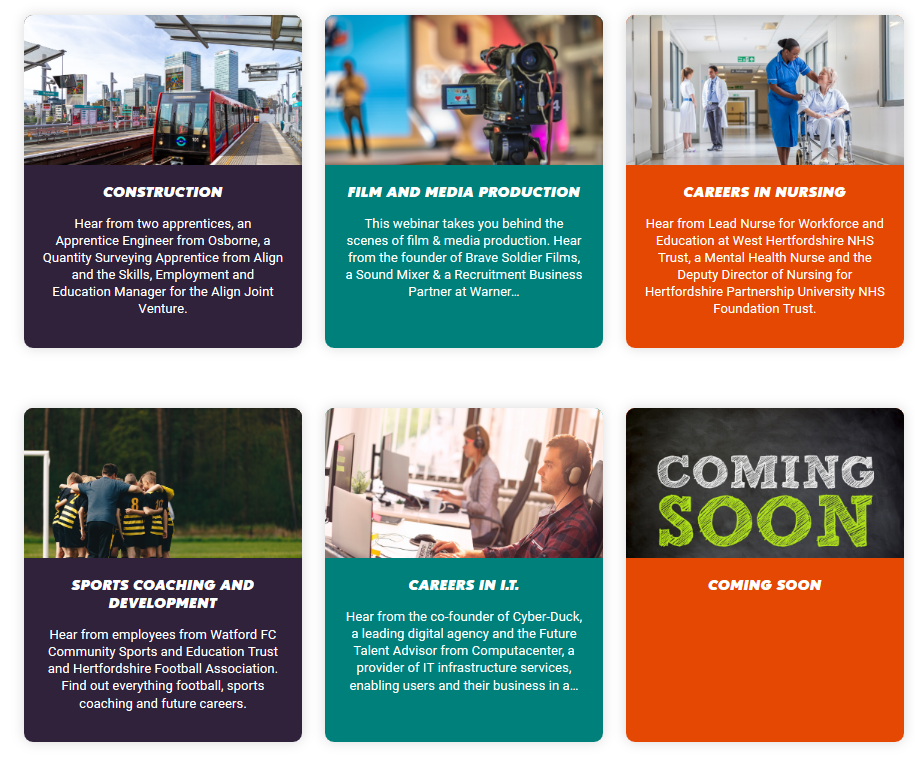 CONSTRUCTION
Hear from two apprentices, an
Apprentice Engineer from Osborne, a
Quantity Surveying Apprentice from Align
and the Skills, Employment and
Education Manager for the Align Joint
Venture.
FILM AND MEDIA PRODUCTION
This webinar takes you behind the
scenes of film & media production. Hear
from the founder of Brave Soldier Films,
a Sound Mixer & a Recruitment Business
Partner at Warner...
CAREERS IN NURSING
Hear from Lead Nurse for Workforce and
Education at West Hertfordshire NHS
Trust, a Mental Health Nurse and the
Deputy Director of Nursing for
Hertfordshire Partnership University NHS
Foundation Trust.
8
SPORTS COACHING AND
DEVELOPMENT
Hear from employees from Watford FC
Community Sports and Education Trust
and Hertfordshire Football Association.
Find out everything football, sports
coaching and future careers.
CAREERS IN I.T.
Hear from the co-founder of Cyber-Duck,
a leading digital agency and the Future
Talent Advisor from Computacenter, a
provider of IT infrastructure services,
enabling users and their business in a...
COMING
SOON
COMING SOON